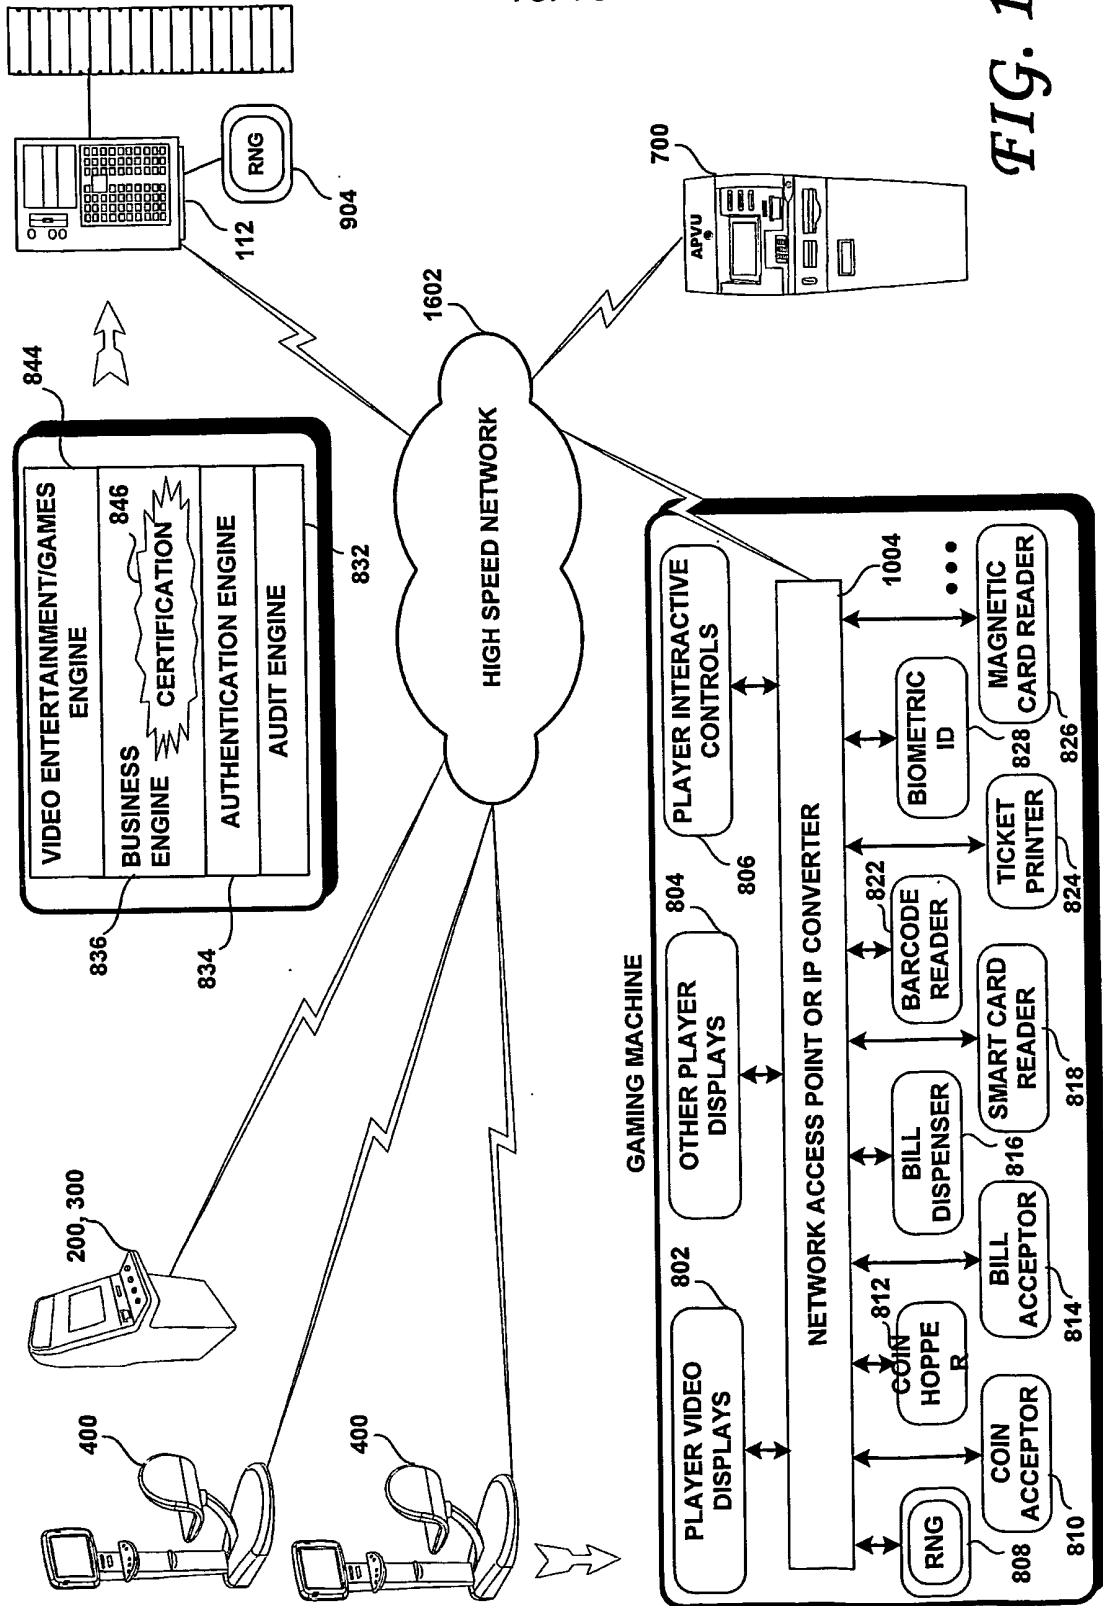 844
VIDEO ENTERTAINMENT/GAMES
ENGINE
BUSINESS
ENGINE
846
CERTIFICATION
AUTHENTICATION ENGINE
AUDIT ENGINE
836
834
832
112
RNG
904
200, 300
400
400
1602
HIGH SPEED NETWORK
APVU
700
GAMING MACHINE
PLAYER VIDEO
DISPLAYS
802
OTHER PLAYER
DISPLAYS
804
PLAYER INTERACTIVE
CONTROLS
806
NETWORK ACCESS POINT OR IP CONVERTER
1004
RNG
808
COIN
ACCEPTOR
810
COIN
HOPPE
R
812
BILL
ACCEPTOR
814
BILL
DISPENSER
816
SMART CARD
READER
818
BARCODE
READER
822
TICKET
PRINTER
824
BIOMETRIC
ID
828
MAGNETIC
CARD READER
826
FIG. 1